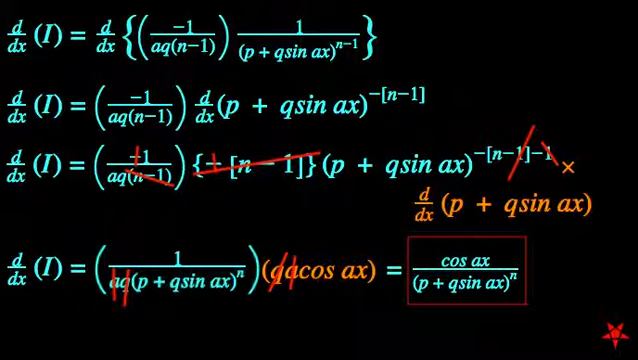 d/dx (I) = d/dx {(-1/aq(n-1)) 1/(p + qsin ax)^{n-1}}
d/dx (I) = (-1/aq(n-1)) d/dx (p + qsin ax)^{-[n-1]}
d/dx (I) = (-1/aq(n-1)) {- [n - 1]} (p + qsin ax)^{-[n-1]-1} ×
d/dx (p + qsin ax)
d/dx (I) = (1/aq(p + qsin ax)^n) (qacos ax) = cos ax/(p + qsin ax)^n